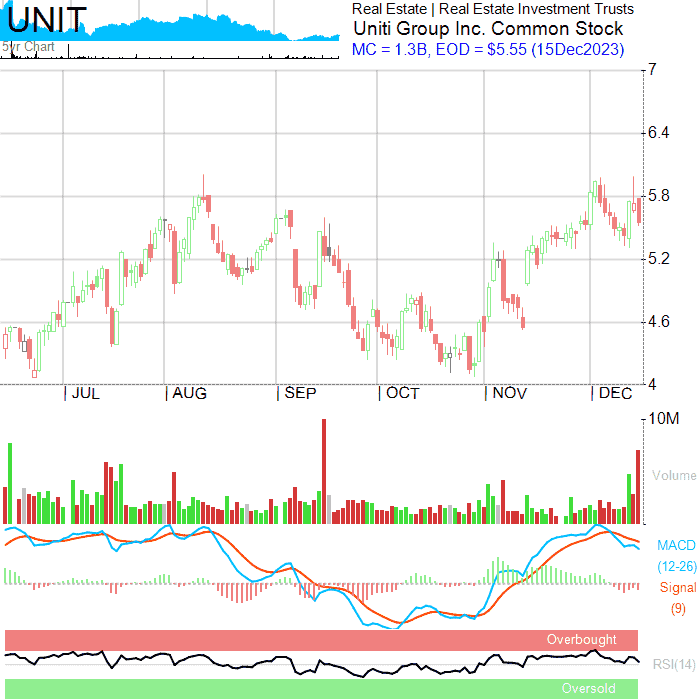 UNIT
5yr Chart
Real Estate | Real Estate Investment Trusts
Uniti Group Inc. Common Stock
MC = 1.3B, EOD = $5.55 (15Dec2023)
7
6.4
5.8
5.2
4.6
4
JUL AUG SEP OCT NOV DEC
10M
Volume
MACD
(12-26)
Signal
(9)
Overbought
RSI(14)
Oversold